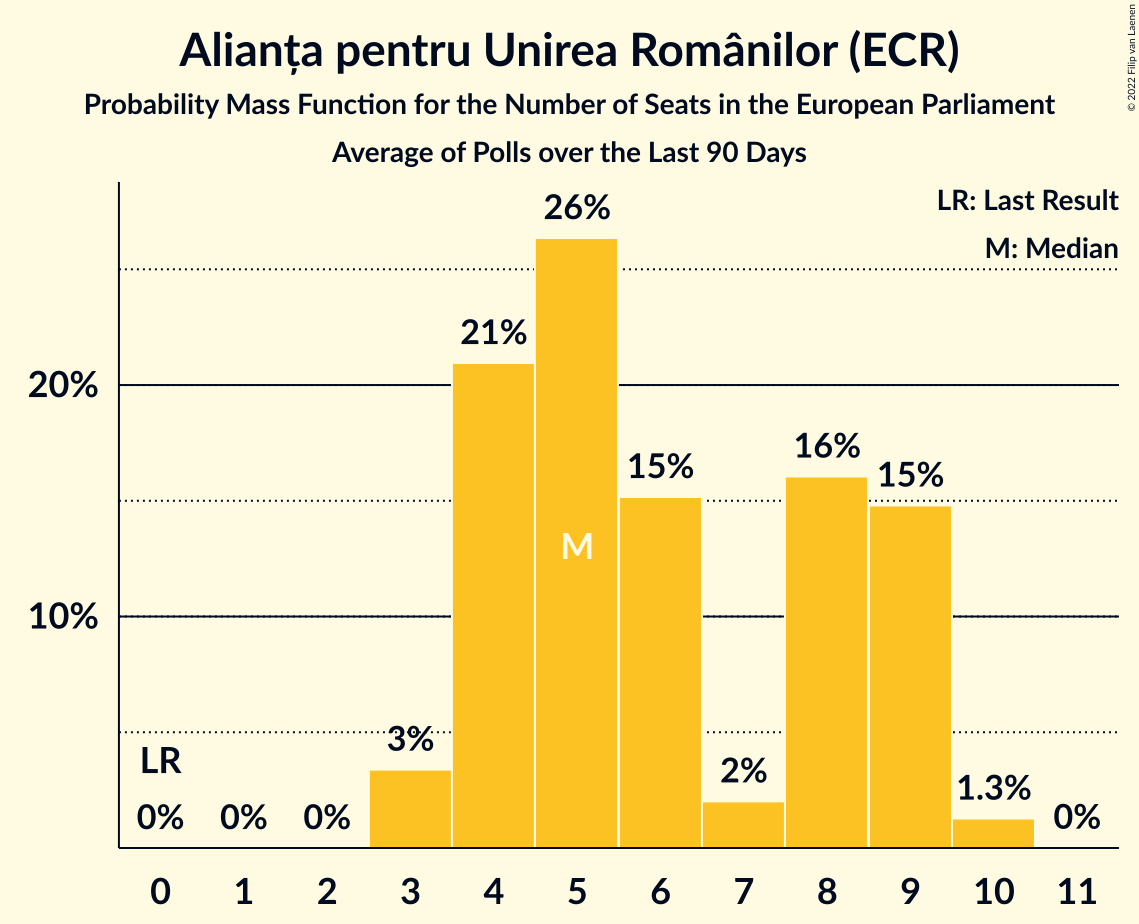 Alianța pentru Unirea Românilor (ECR)
Probability Mass Function for the Number of Seats in the European Parliament
Average of Polls over the Last 90 Days
© 2022 Filip van Laenen
LR: Last Result
M: Median
26%
21%
20%
16%
15%
15%
M
10%
3%
LR
2%
1.3%
0%
0%
0%
0%
0 1 2 3 4 5 6 7 8 9 10 11